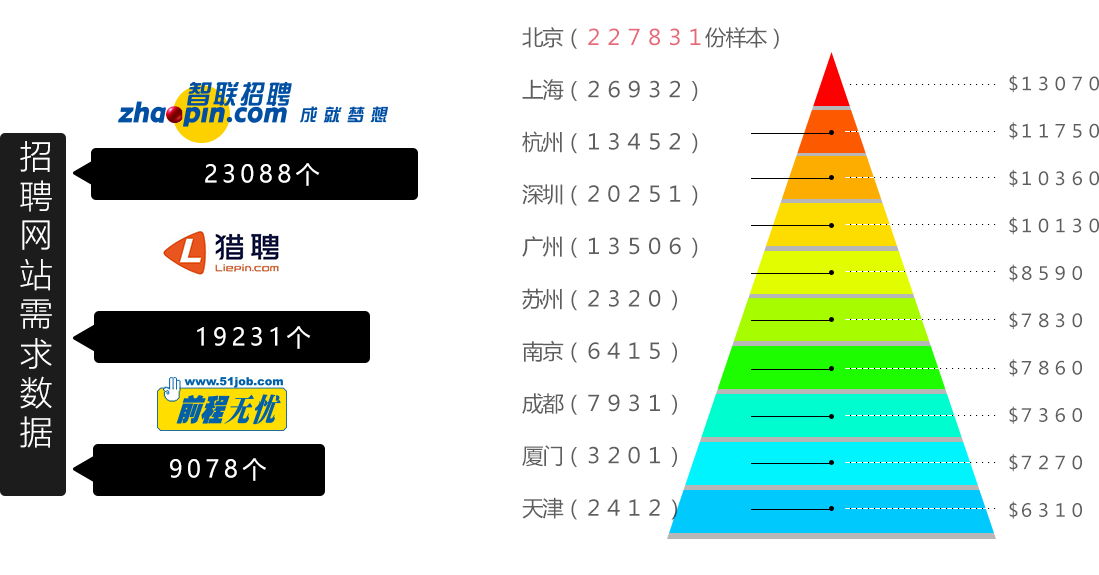 招聘网站需求数据
智联招聘
zhaopin.com 成就梦想
23088个
猎聘
Liepin.com
19231个
www.51job.com
前程无忧
9078个
北京（227831份样本）
上海（26932）
杭州（13452）
深圳（20251）
广州（13506）
苏州（2320）
南京（6415）
成都（7931）
厦门（3201）
天津（2412）
$13070
$11750
$10360
$10130
$8590
$7830
$7860
$7360
$7270
$6310